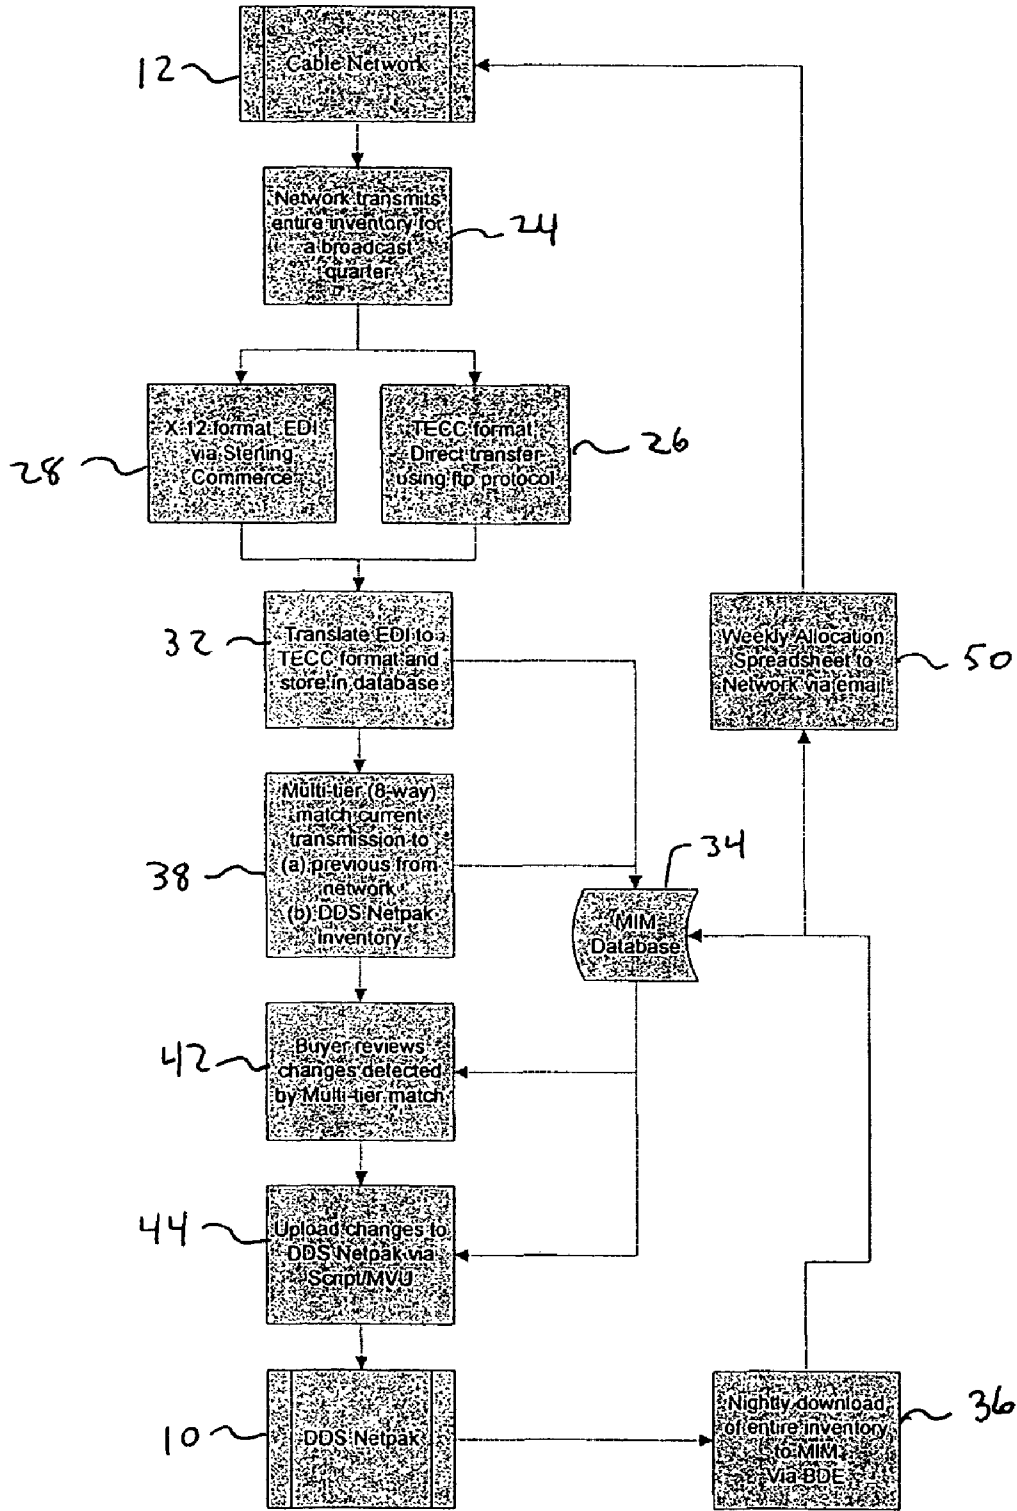 12
Cable Network
Network transmits
entire inventory for
a broadcast
quarter
24
X.12 format EDI
via Sterling
Commerce
28
TECC format
Direct transfer
using ftp protocol
26
32
Translate EDI to
TECC format and
store in database
Weekly Allocation
Spreadsheet to
Network via email
50
38
Multi-tier (8-way)
match current
transmission to
(a) previous from
network
(b) DDS Netpak
Inventory
34
MIM
Database
42
Buyer reviews
changes detected
by Multi-tier match
44
Upload changes to
DDS Netpak via
Script/MVU
10
DDS Netpak
Nightly download
of entire inventory
to MIM
Via BDE
36